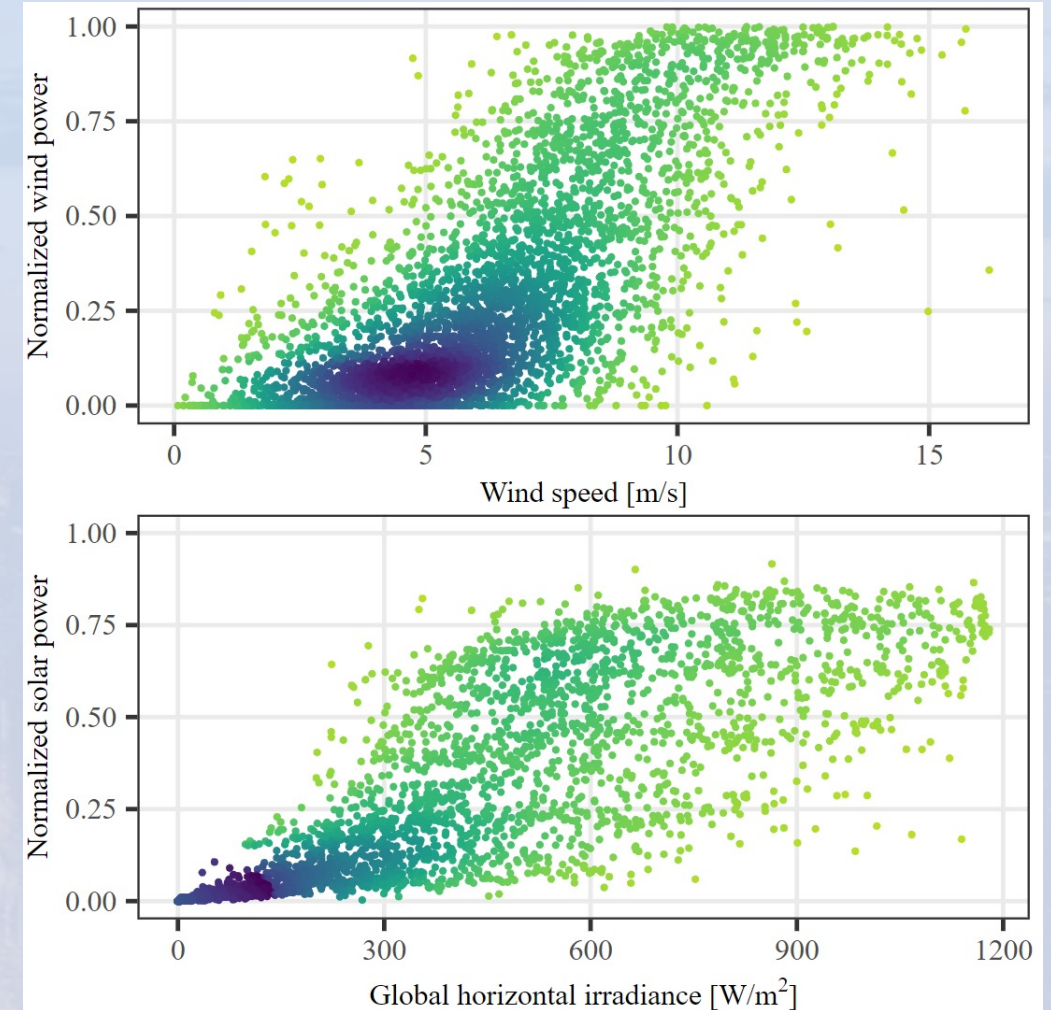 Normalized wind power
1.00
0.75
0.50
0.25
0.00
0 5 10 15
Wind speed [m/s]
Normalized solar power
1.00
0.75
0.50
0.25
0.00
0 300 600 900 1200
Global horizontal irradiance [W/m²]